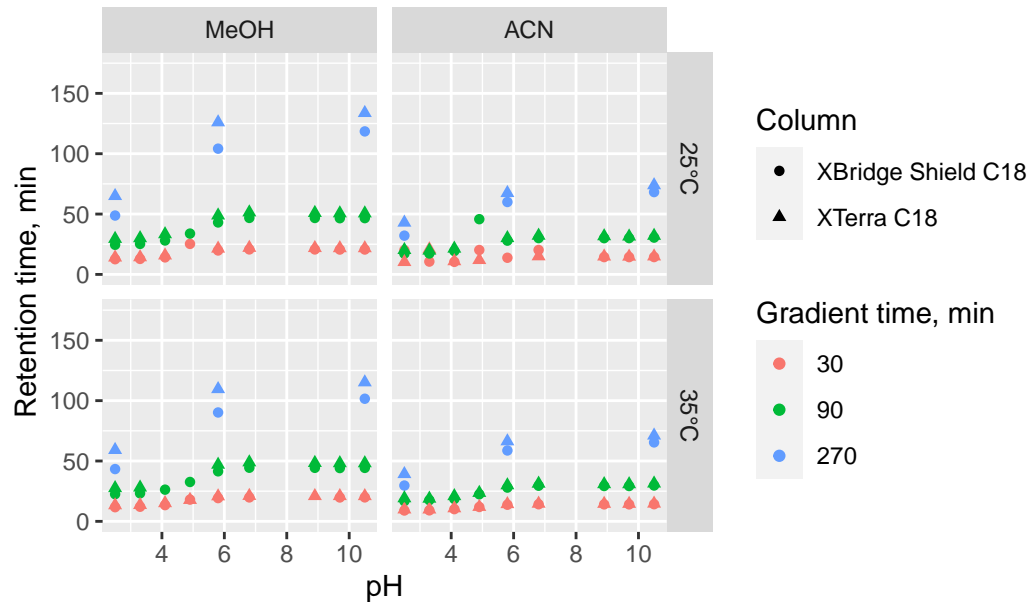 MeOH
ACN
150
100
50
0
25°C
150
100
50
0
35°C
4 6 8 10
4 6 8 10
Retention time, min
pH
Column
XBridge Shield C18
XTerra C18
Gradient time, min
30
90
270